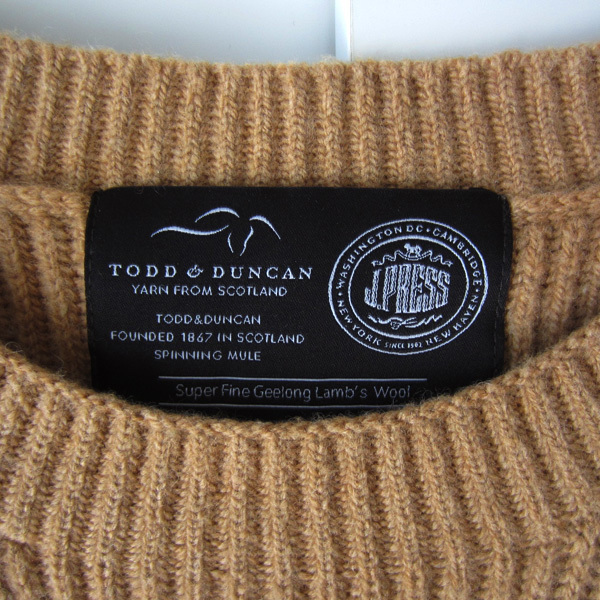 TODD & DUNCAN
YARN FROM SCOTLAND
TODD&DUNCAN
FOUNDED 1867 IN SCOTLAND
SPINNING MULE
WASHINGTON DC • CAMBRIDGE
J.PRESS
NEW YORK SINCE 1902 NEW HAVEN
Super Fine Geelong Lamb's Wool